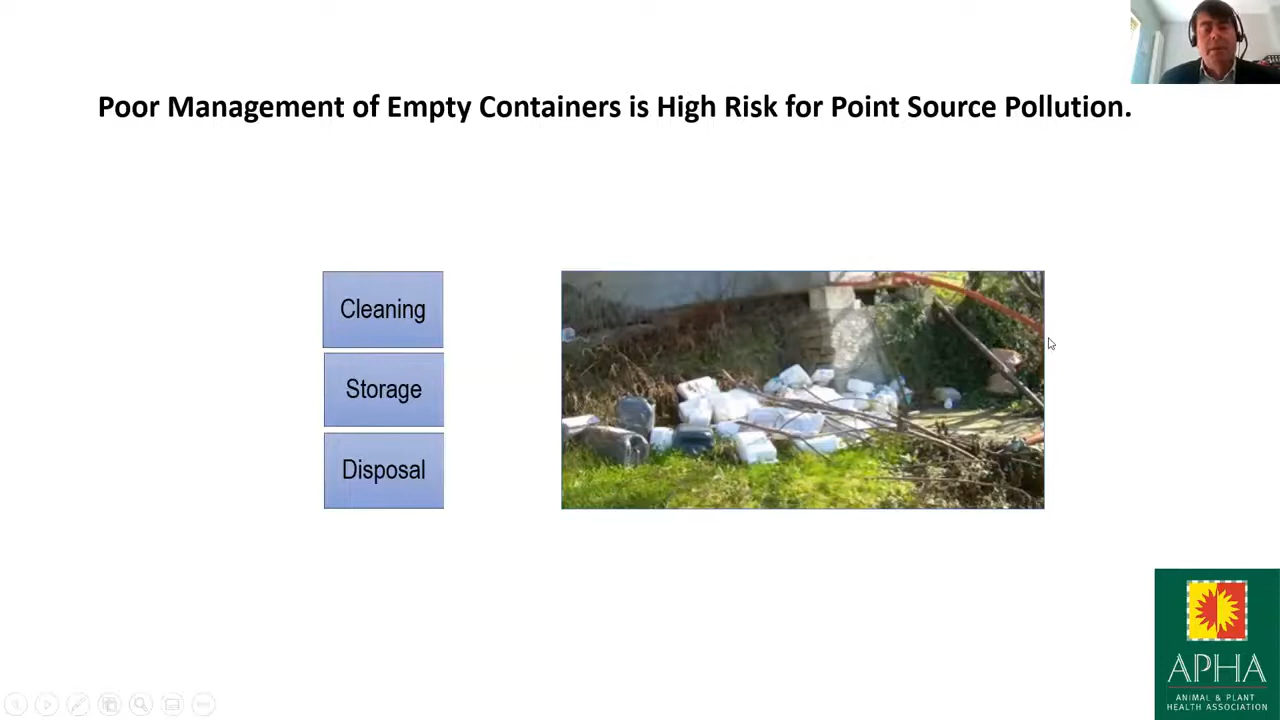 Poor Management of Empty Containers is High Risk for Point Source Pollution.
Cleaning
Storage
Disposal
APHA
ANIMAL & PLANT
HEALTH ASSOCIATION